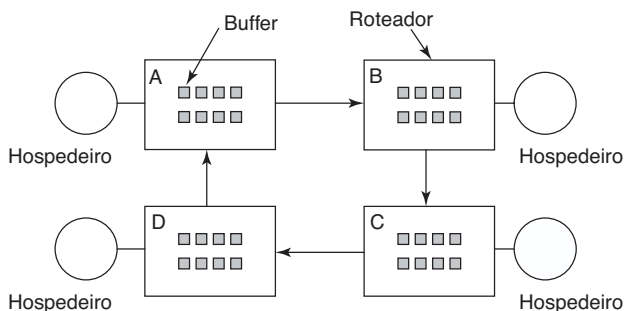 Buffer
Roteador
A
B
Hospedeiro
Hospedeiro
D
C
Hospedeiro
Hospedeiro